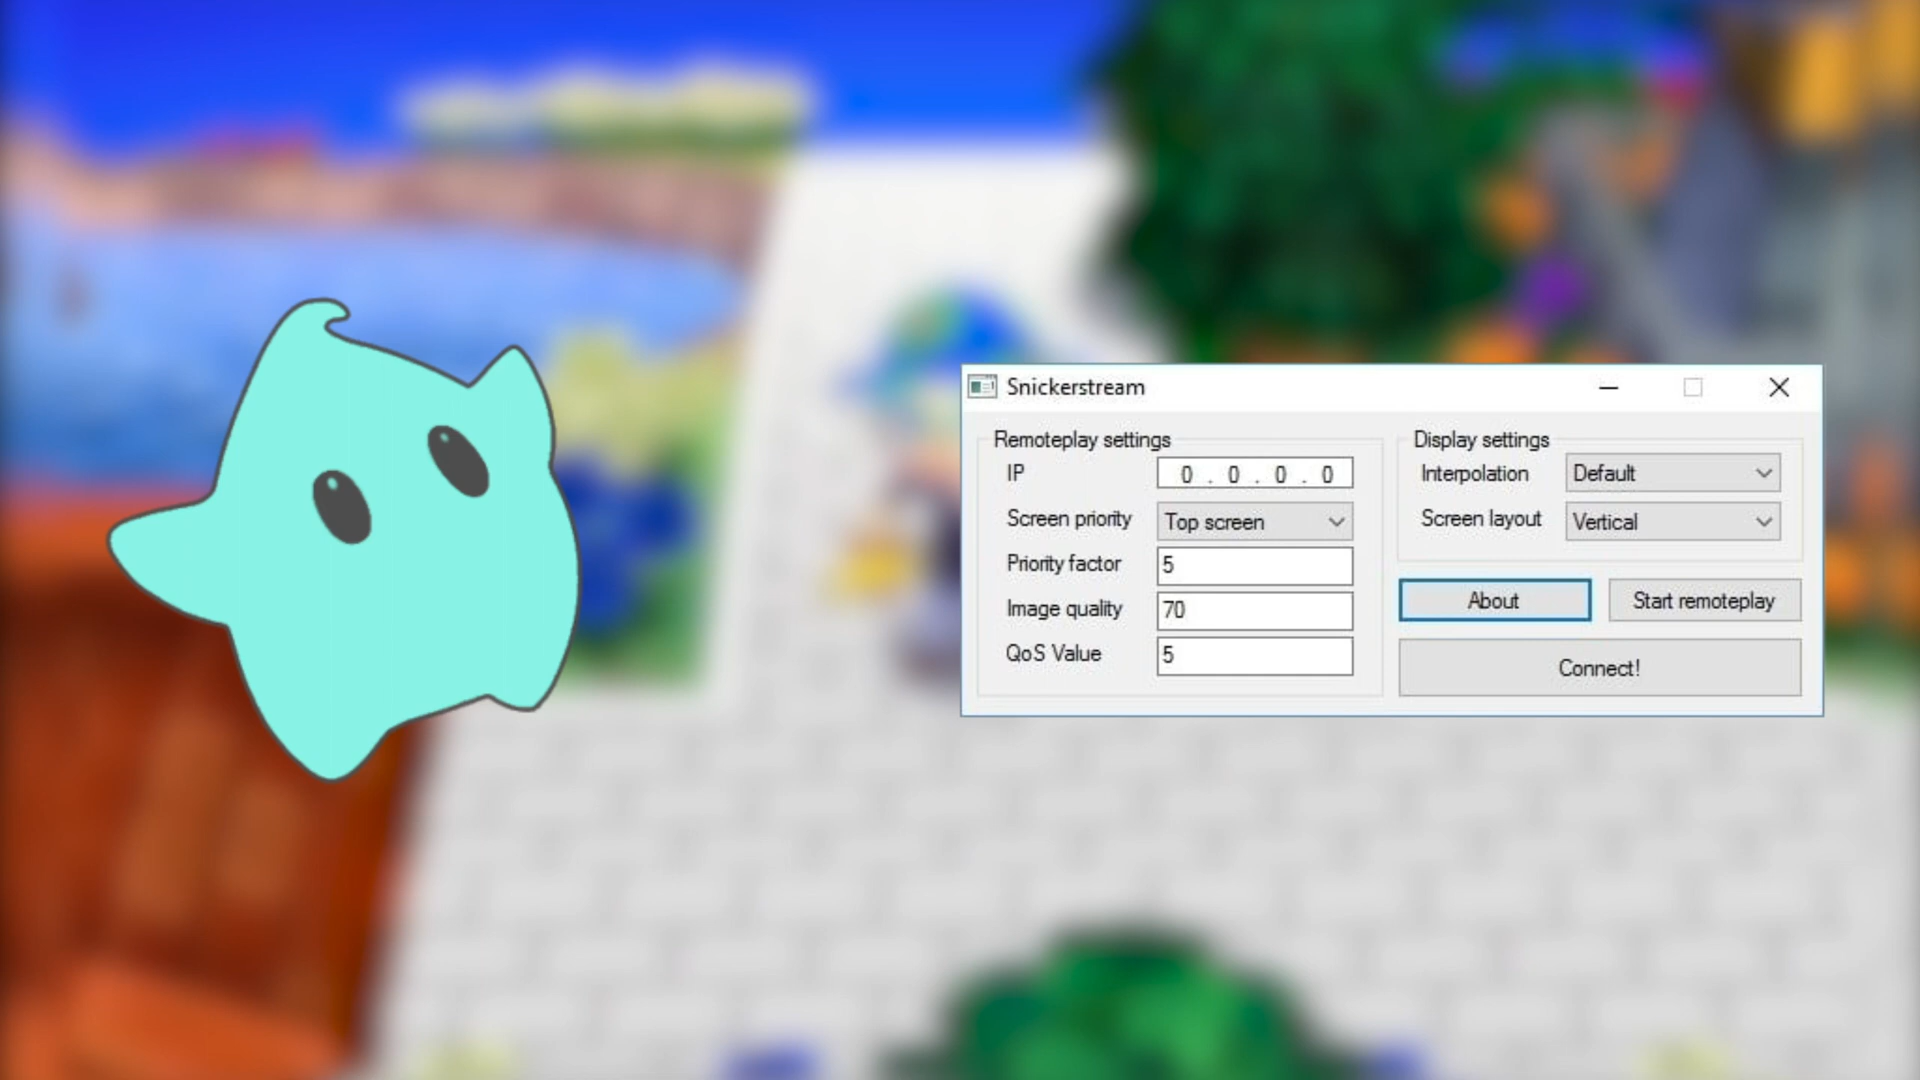 Snickerstream
Remoteplay settings
IP 0 . 0 . 0 . 0
Screen priority Top screen
Priority factor 5
Image quality 70
QoS Value 5
Display settings
Interpolation Default
Screen layout Vertical
About Start remoteplay
Connect!